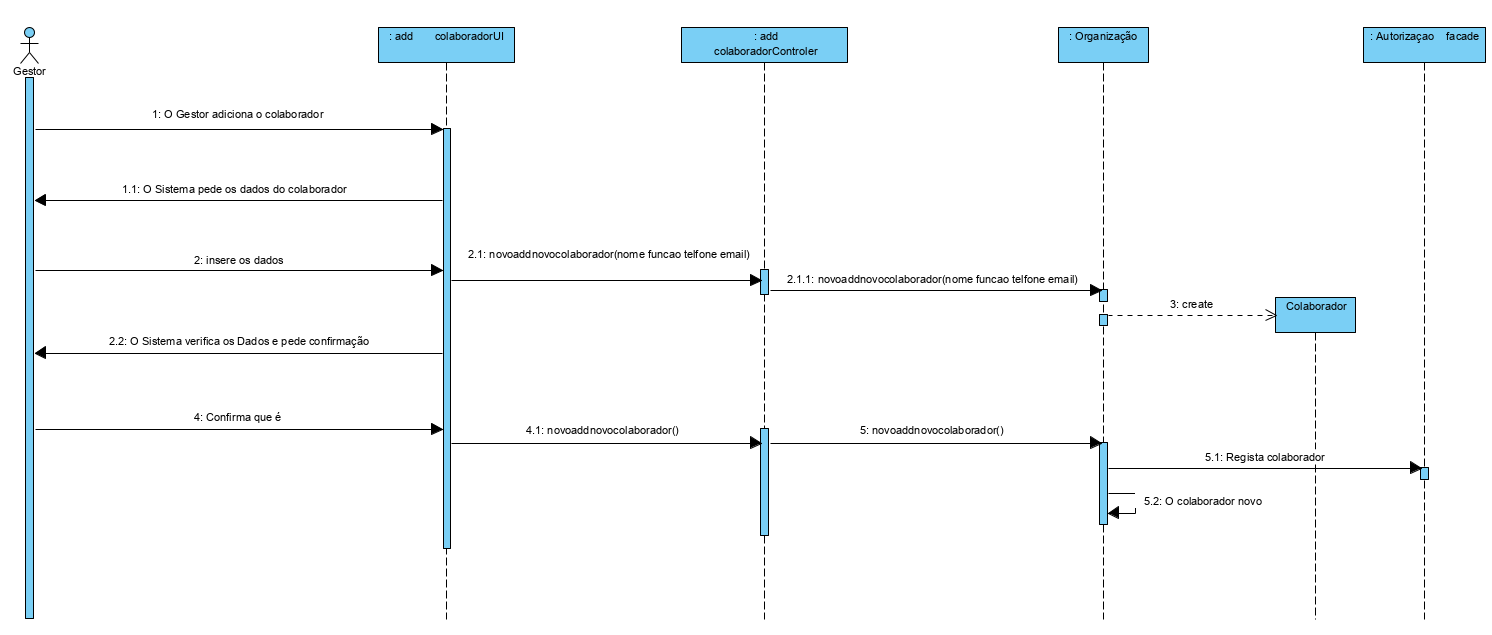 : add colaboradorUI
: add
colaboradorControler
: Organização
: Autorizaçao facade
Gestor
1: O Gestor adiciona o colaborador
1.1: O Sistema pede os dados do colaborador
2: insere os dados
2.1: novoaddnovocolaborador(nome funcao telfone email)
2.1.1: novoaddnovocolaborador(nome funcao telfone email)
3: create
Colaborador
2.2: O Sistema verifica os Dados e pede confirmação
4: Confirma que é
4.1: novoaddnovocolaborador()
5: novoaddnovocolaborador()
5.1: Regista colaborador
5.2: O colaborador novo